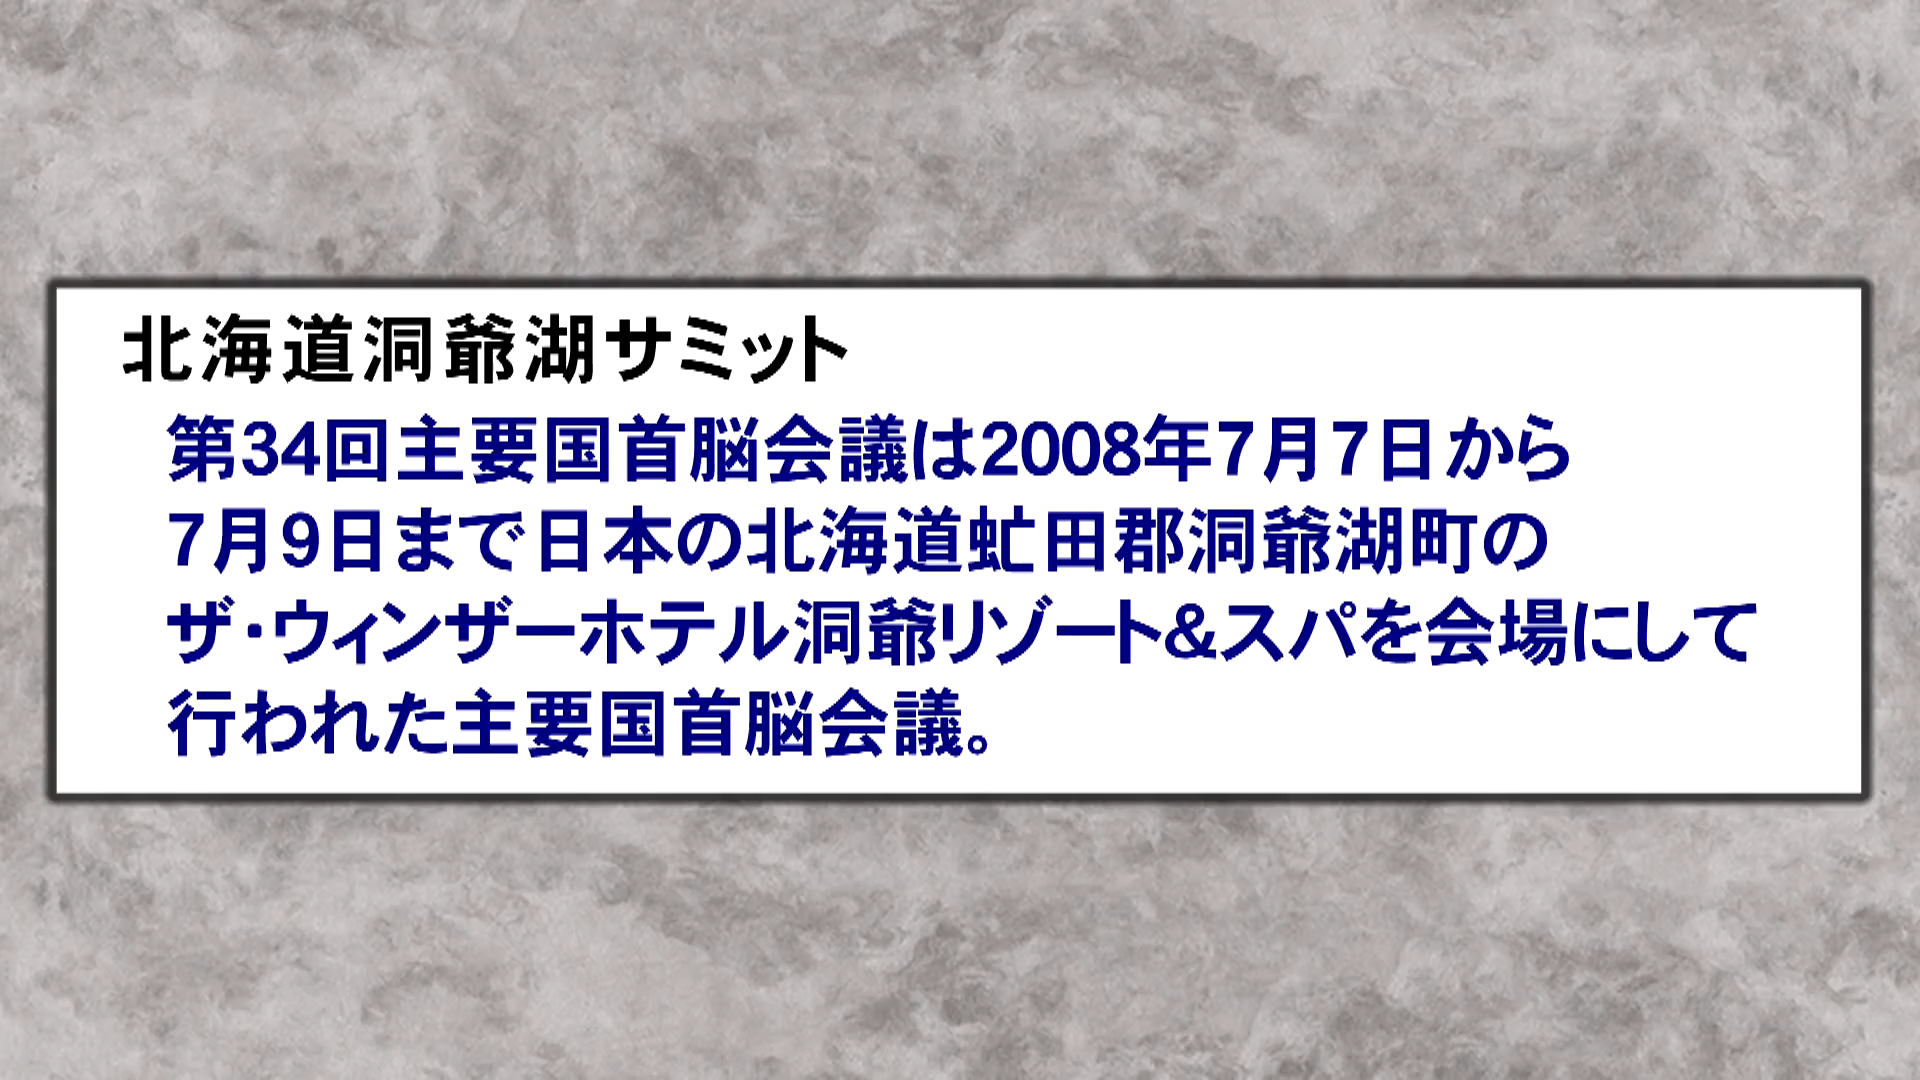 北海道洞爺湖サミット
第34回主要国首脳会議は2008年7月7日から
7月9日まで日本の北海道虻田郡洞爺湖町の
ザ・ウィンザーホテル洞爺リゾート&スパを会場にして
行われた主要国首脳会議。